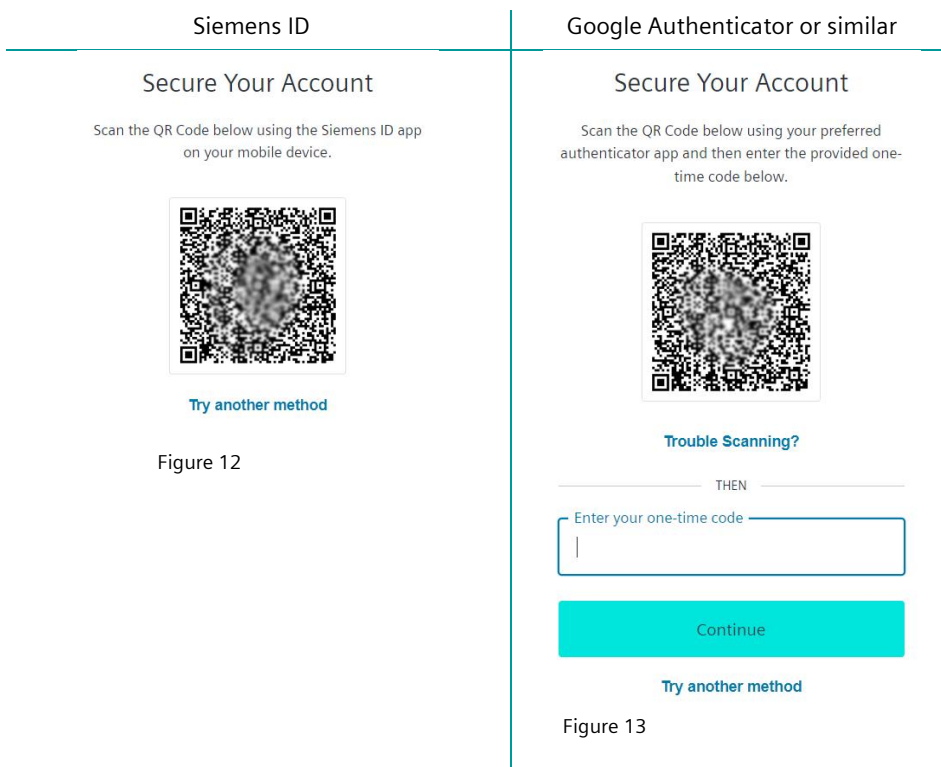 Siemens ID
Secure Your Account
Scan the QR Code below using the Siemens ID app
on your mobile device.
Try another method
Figure 12
Google Authenticator or similar
Secure Your Account
Scan the QR Code below using your preferred
authenticator app and then enter the provided one-
time code below.
Trouble Scanning?
THEN
Enter your one-time code
Continue
Try another method
Figure 13